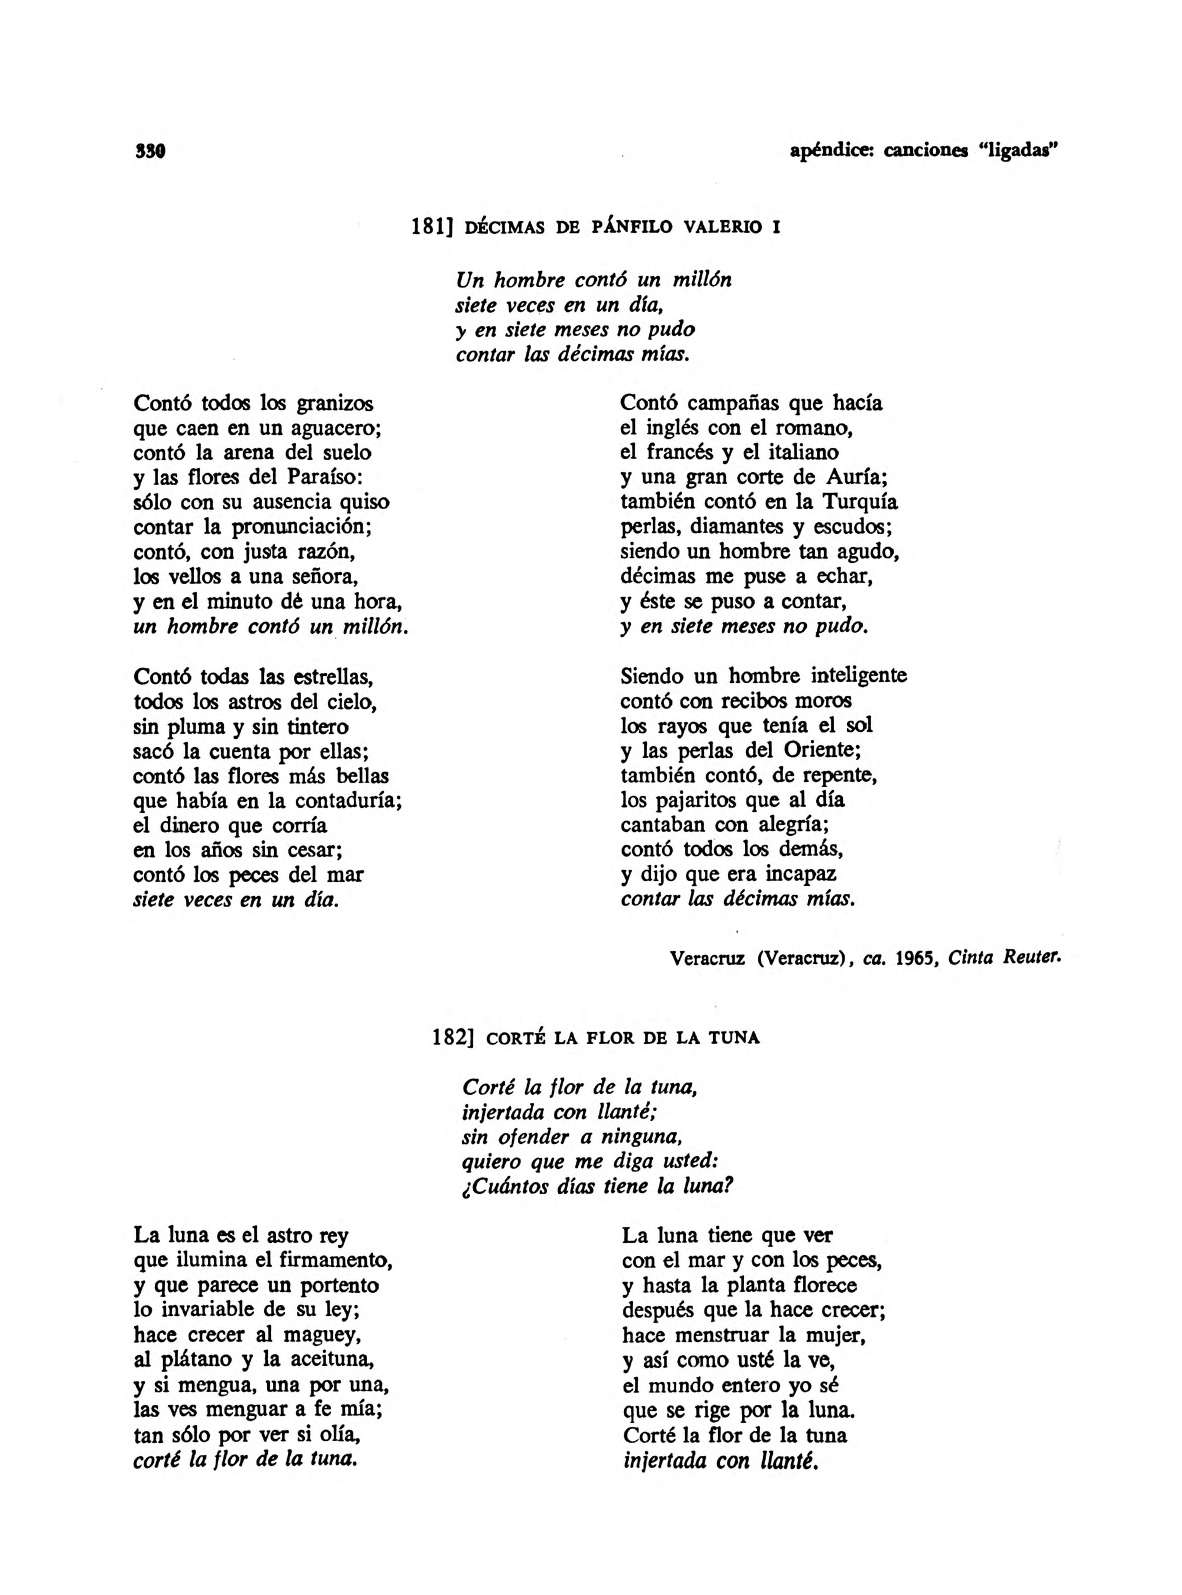 330
apéndice: canciones "ligadas"
181] DÉCIMAS DE PÁNFILO VALERIO I
Un hombre contó un millón
siete veces en un día,
y en siete meses no pudo
contar las décimas mías.
Contó todos los granizos
que caen en un aguacero;
contó la arena del suelo
y las flores del Paraíso:
sólo con su ausencia quiso
contar la pronunciación;
contó, con justa razón,
los vellos a una señora,
y en el minuto dé una hora,
un hombre contó un millón.
Contó todas las estrellas,
todos los astros del cielo,
sin pluma y sin tintero
sacó la cuenta por ellas;
contó las flores más bellas
que había en la contaduría;
el dinero que corría
en los años sin cesar;
contó los peces del mar
siete veces en un día.
Contó campañas que hacía
el inglés con el romano,
el francés y el italiano
y una gran corte de Auría;
también contó en la Turquía
perlas, diamantes y escudos;
siendo un hombre tan agudo,
décimas me puse a echar,
y éste se puso a contar,
y en siete meses no pudo.
Siendo un hombre inteligente
contó con recibos moros
los rayos que tenía el sol
y las perlas del Oriente;
también contó, de repente,
los pajaritos que al día
cantaban con alegría;
contó todos los demás,
y dijo que era incapaz
contar las décimas mías.
Veracruz (Veracruz), ca. 1965, Cinta Reuter.
182] CORTÉ LA FLOR DE LA TUNA
Corté la flor de la tuna,
injertada con llanté;
sin ofender a ninguna,
quiero que me diga usted:
¿Cuántos días tiene la luna?
La luna es el astro rey
que ilumina el firmamento,
y que parece un portento
lo invariable de su ley;
hace crecer al maguey,
al plátano y la aceituna,
y si mengua, una por una,
las ves menguar a fe mía;
tan sólo por ver si olía,
corté la flor de la tuna.
La luna tiene que ver
con el mar y con los peces,
y hasta la planta florece
después que la hace crecer;
hace menstruar la mujer,
y así como usté la ve,
el mundo entero yo sé
que se rige por la luna.
Corté la flor de la tuna
injertada con llanté.